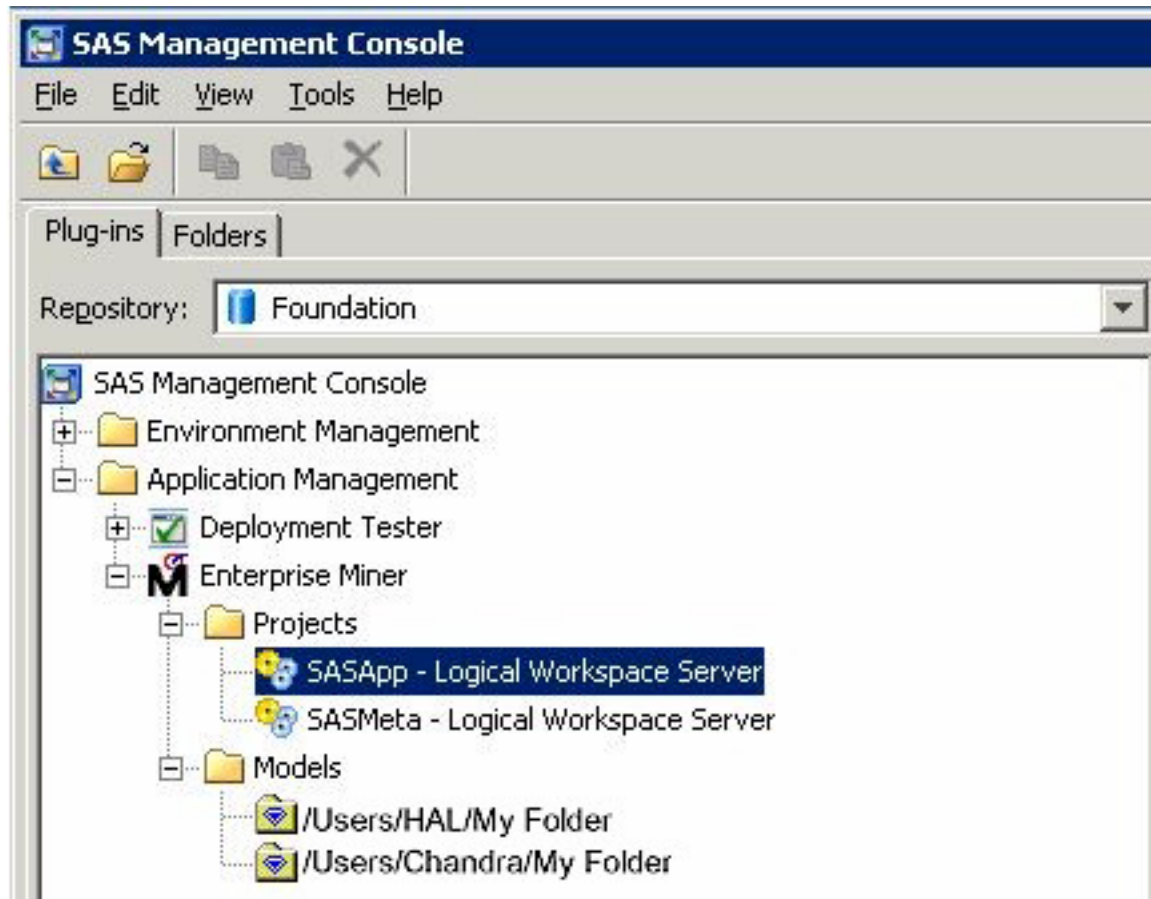 SAS Management Console
File Edit View Tools Help
Plug-ins Folders
Repository: Foundation
SAS Management Console
Environment Management
Application Management
Deployment Tester
Enterprise Miner
Projects
SASApp - Logical Workspace Server
SASMeta - Logical Workspace Server
Models
/Users/HAL/My Folder
/Users/Chandra/My Folder